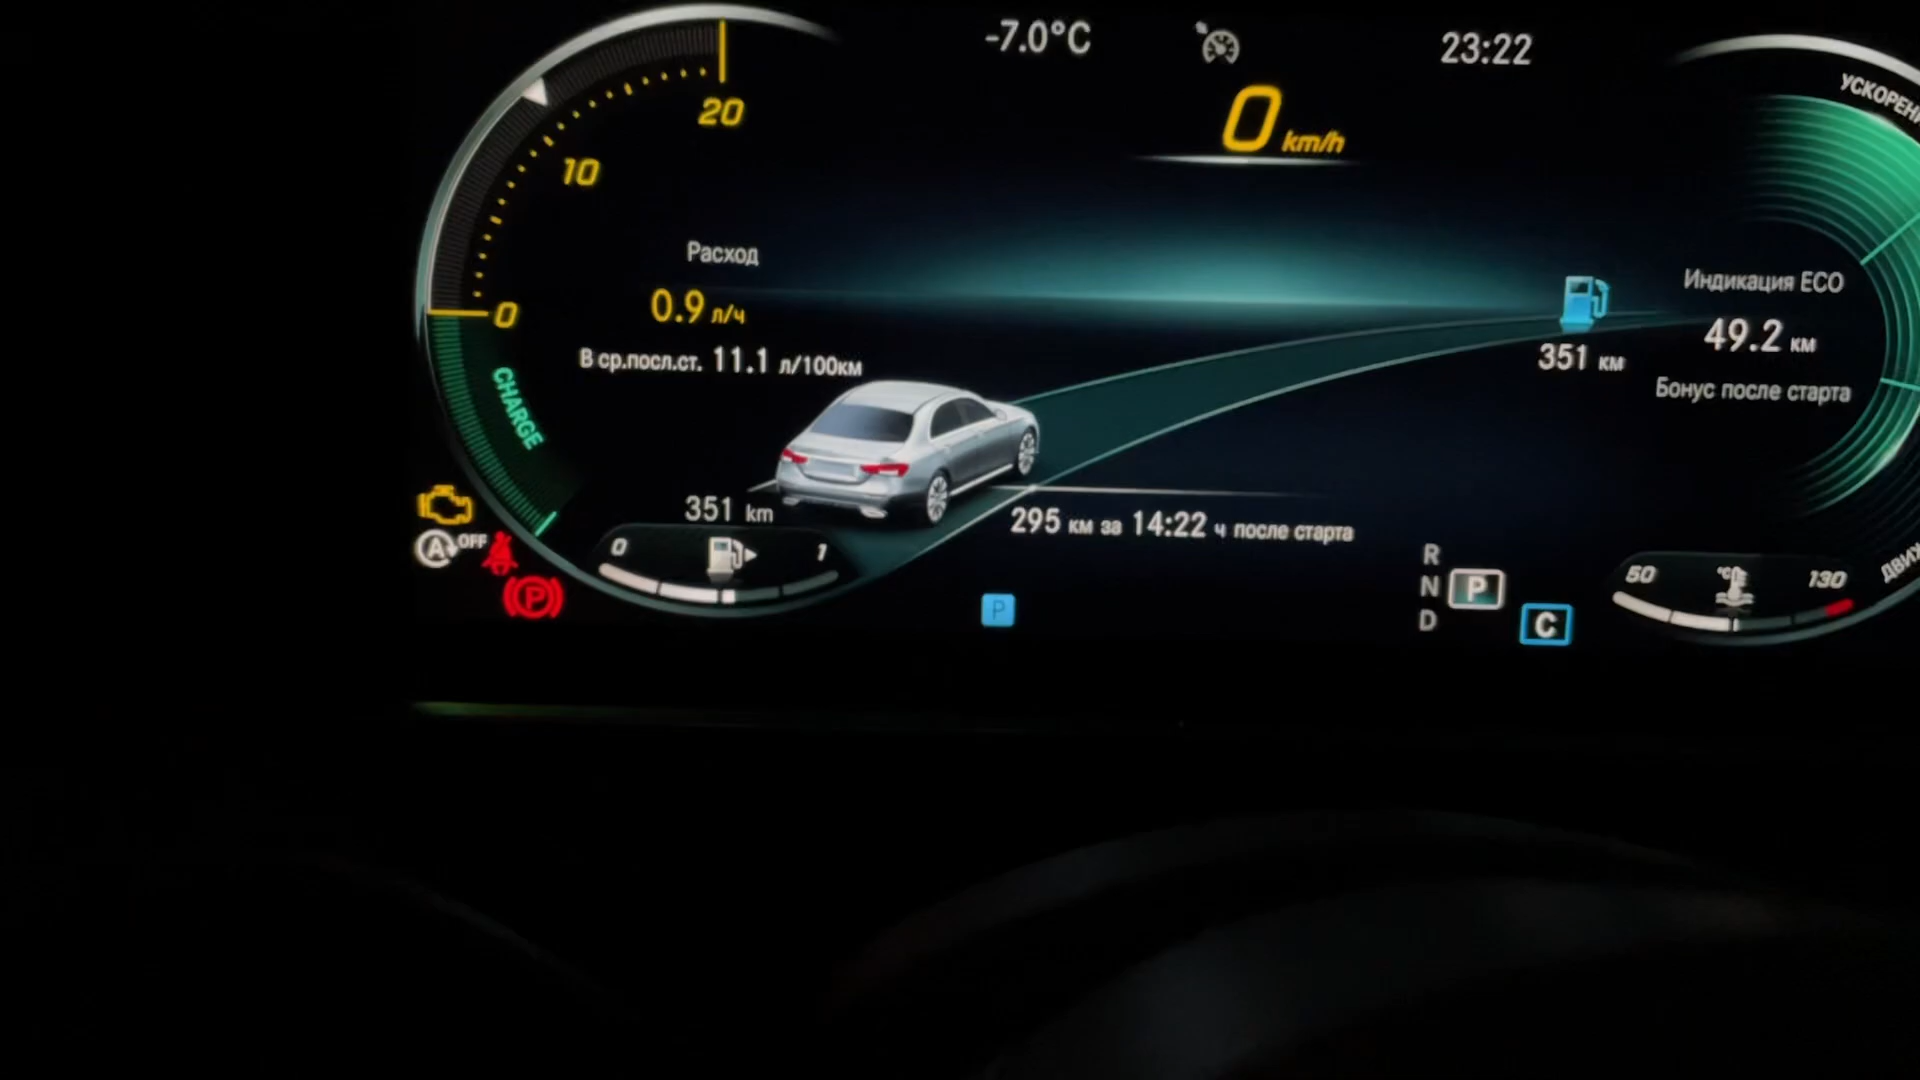 -7.0°C
23:22
0 km/h
20
10
0
CHARGE
Расход
0.9 л/ч
В ср.посл.ст. 11.1 л/100км
351 км
Индикация ECO
49.2 км
Бонус после старта
351 km
295 км за 14:22 ч после старта
OFF
A
P
0
1
P
R
N
D
P
C
50
°C
130